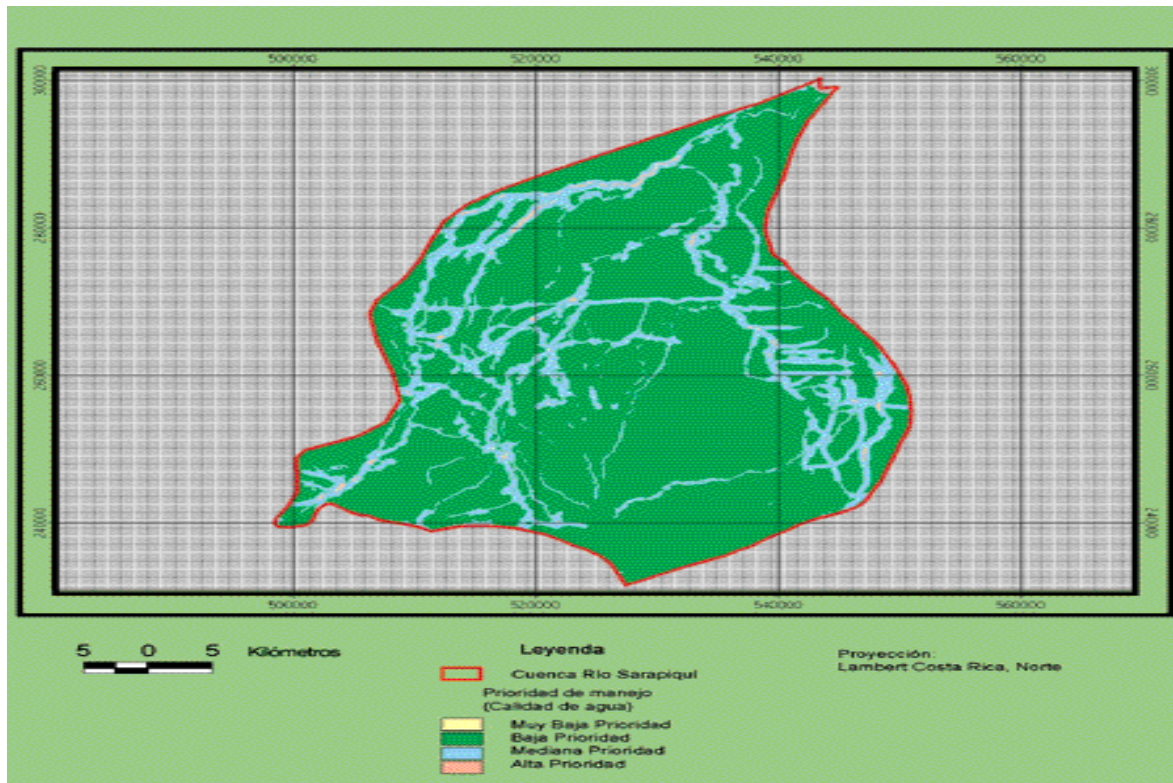 500000 520000 540000 560000
300000 300000
280000 280000
260000 260000
240000 240000
500000 520000 540000 560000
5 0 5 Kilómetros
Leyenda
Cuenca Río Sarapiquí
Prioridad de manejo
(Calidad de agua)
Muy Baja Prioridad
Baja Prioridad
Mediana Prioridad
Alta Prioridad
Proyección:
Lambert Costa Rica, Norte